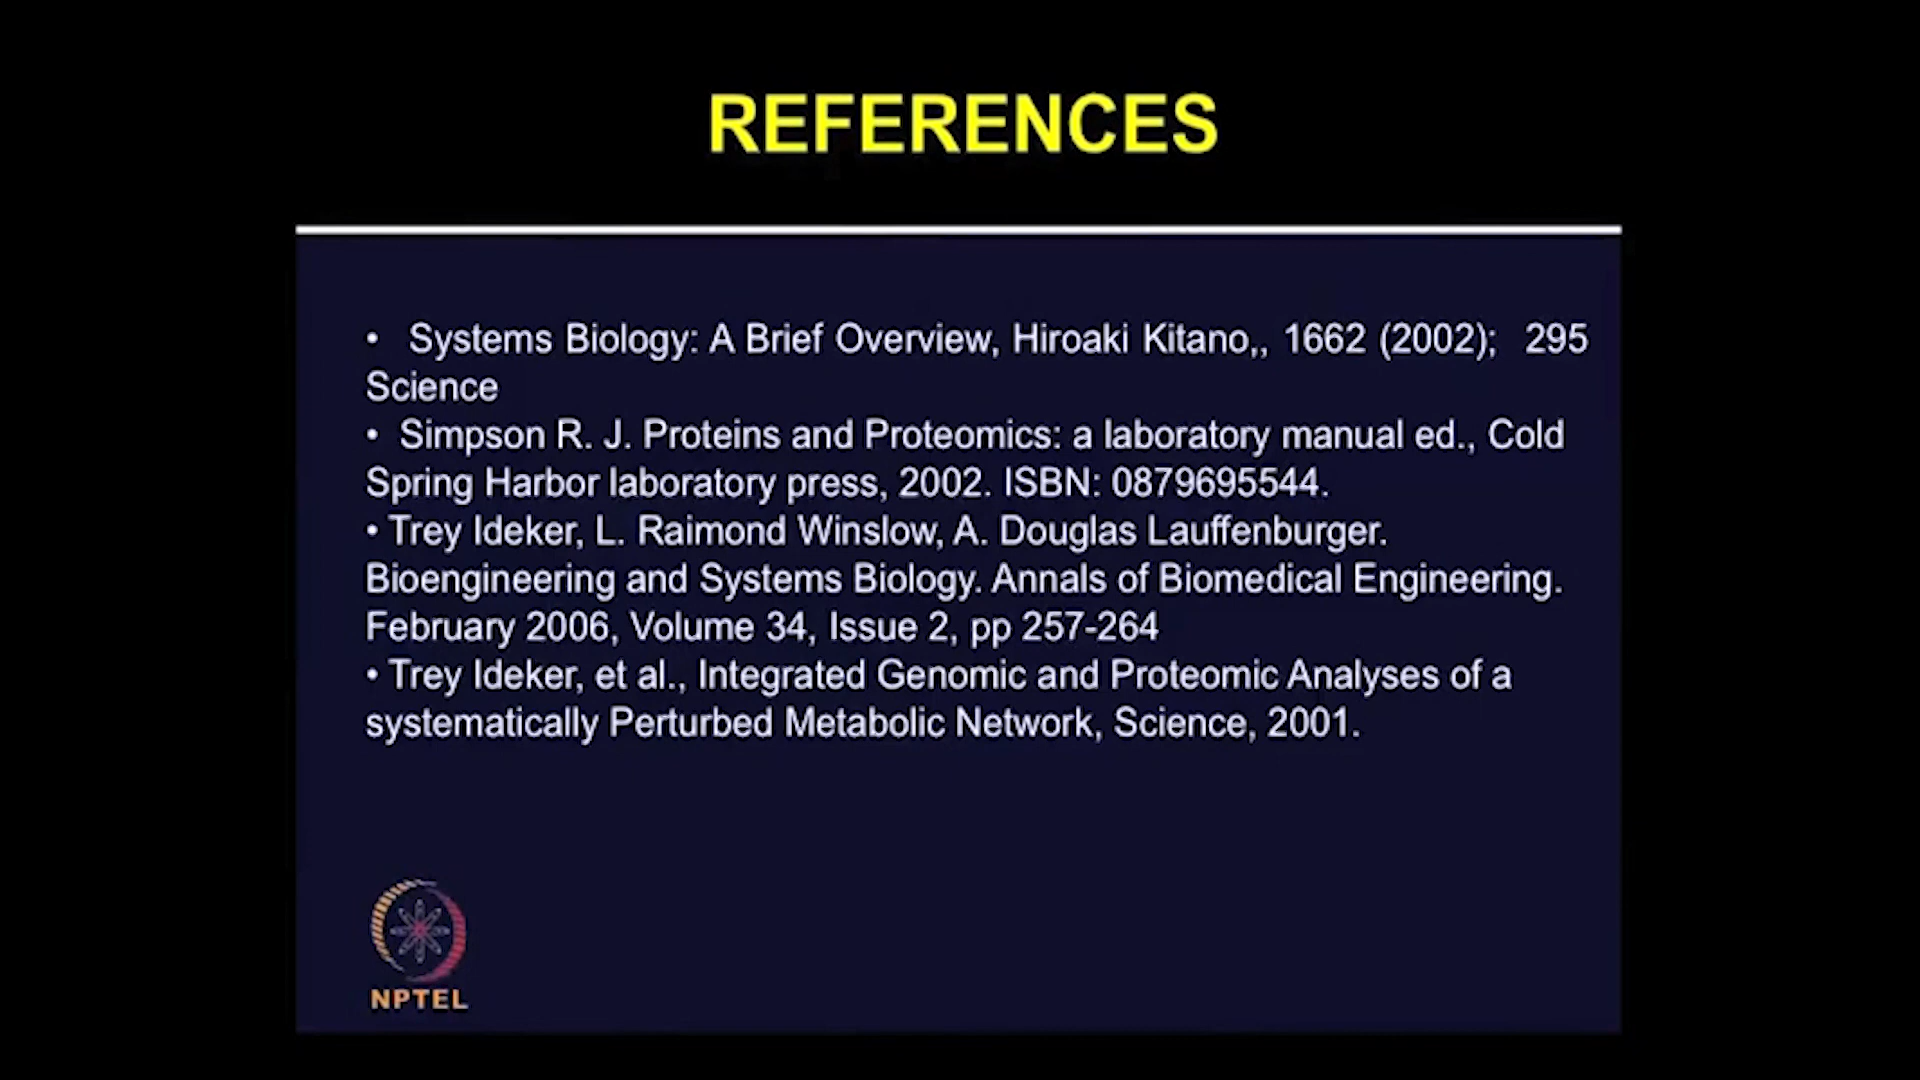 REFERENCES
• Systems Biology: A Brief Overview, Hiroaki Kitano,, 1662 (2002); 295
Science
• Simpson R. J. Proteins and Proteomics: a laboratory manual ed., Cold
Spring Harbor laboratory press, 2002. ISBN: 0879695544.
• Trey Ideker, L. Raimond Winslow, A. Douglas Lauffenburger.
Bioengineering and Systems Biology. Annals of Biomedical Engineering.
February 2006, Volume 34, Issue 2, pp 257-264
• Trey Ideker, et al., Integrated Genomic and Proteomic Analyses of a
systematically Perturbed Metabolic Network, Science, 2001.
NPTEL